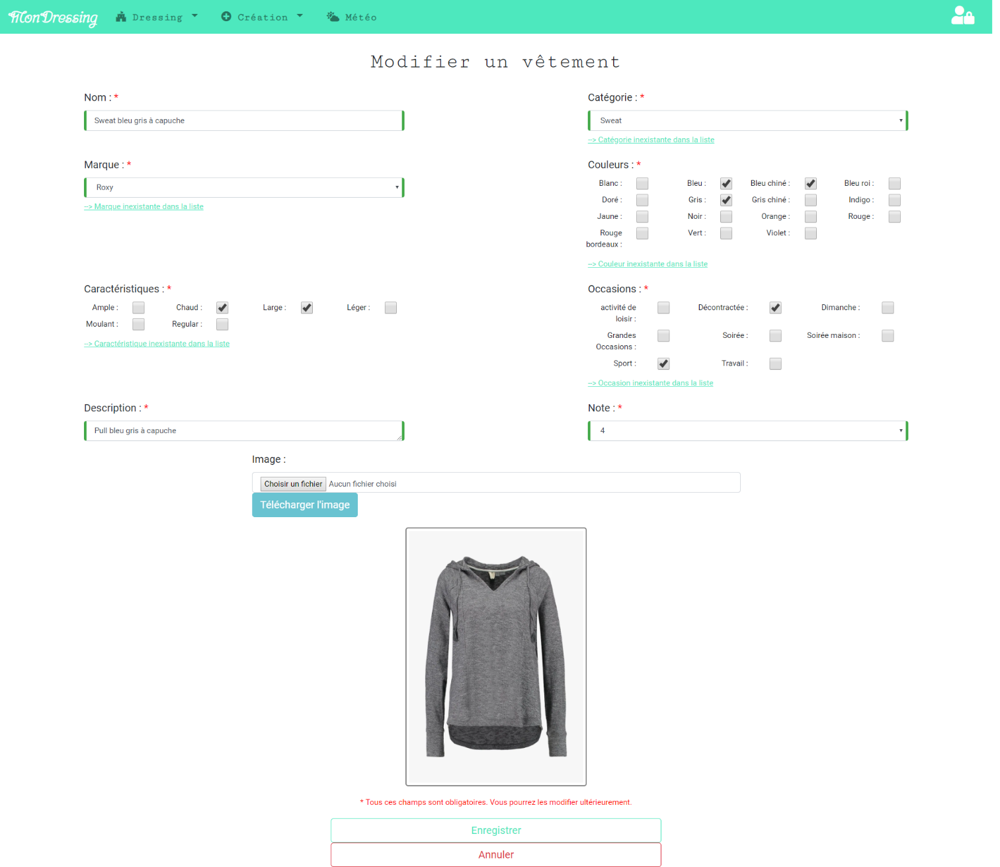 MonDressing Dressing Création Météo
Modifier un vêtement
Nom : *
Sweat bleu gris à capuche
Catégorie : *
Sweat
--> Catégorie inexistante dans la liste
Marque : *
Roxy
--> Marque inexistante dans la liste
Couleurs : *
Blanc : Bleu : Bleu chiné : Bleu roi :
Doré : Gris : Gris chiné : Indigo :
Jaune : Noir : Orange : Rouge :
Rouge bordeaux : Vert : Violet :
--> Couleur inexistante dans la liste
Caractéristiques : *
Ample : Chaud : Large : Léger :
Moulant : Regular :
--> Caractéristique inexistante dans la liste
Occasions : *
activité de loisir : Décontractée : Dimanche :
Grandes Occasions : Soirée : Soirée maison :
Sport : Travail :
--> Occasion inexistante dans la liste
Description : *
Pull bleu gris à capuche
Note : *
4
Image :
Choisir un fichier Aucun fichier choisi
Télécharger l'image
* Tous ces champs sont obligatoires. Vous pourrez les modifier ultérieurement.
Enregistrer
Annuler